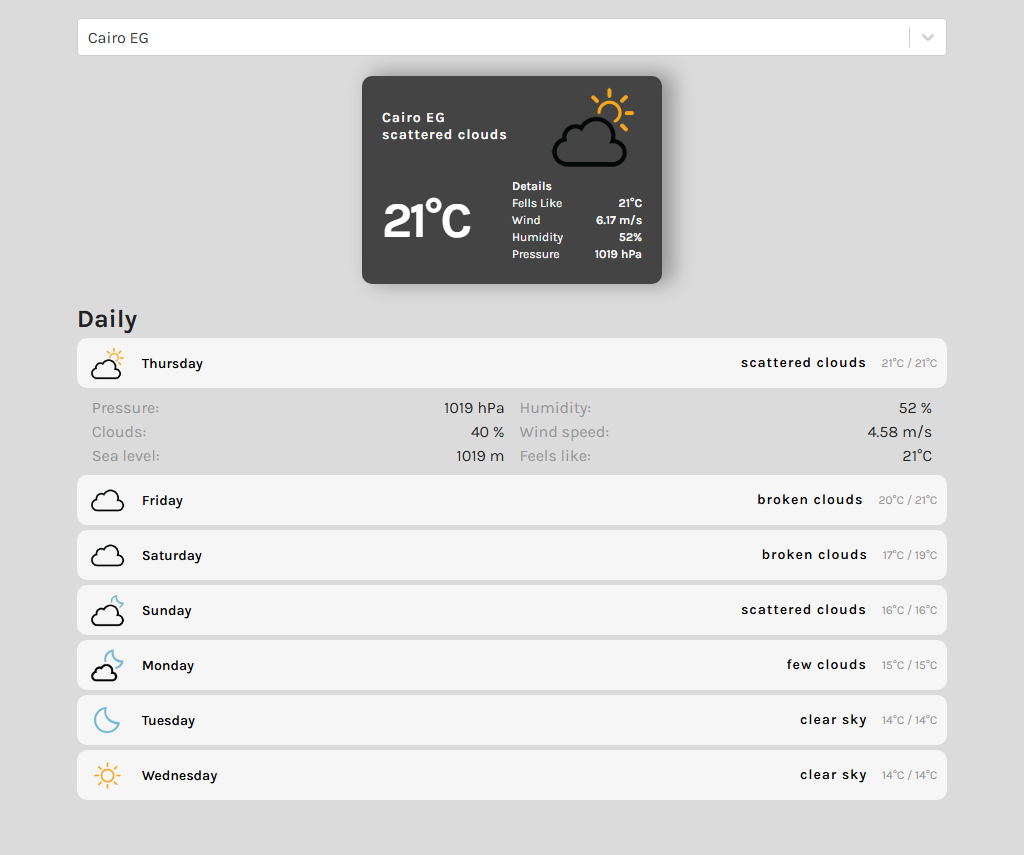 Cairo EG
Cairo EG
scattered clouds
21°C
Details
Fells Like 21°C
Wind 6.17 m/s
Humidity 52%
Pressure 1019 hPa
Daily
Thursday scattered clouds 21°C / 21°C
Pressure: 1019 hPa Humidity: 52 %
Clouds: 40 % Wind speed: 4.58 m/s
Sea level: 1019 m Feels like: 21°C
Friday broken clouds 20°C / 21°C
Saturday broken clouds 17°C / 19°C
Sunday scattered clouds 16°C / 16°C
Monday few clouds 15°C / 15°C
Tuesday clear sky 14°C / 14°C
Wednesday clear sky 14°C / 14°C